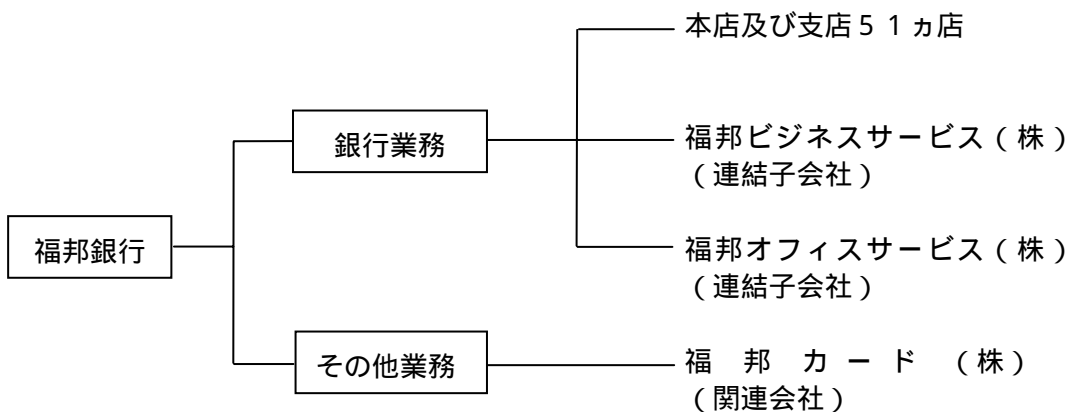 本店及び支店５１ヵ店
銀行業務
福邦ビジネスサービス（株）
（連結子会社）
福邦銀行
福邦オフィスサービス（株）
（連結子会社）
その他業務
福邦カード（株）
（関連会社）